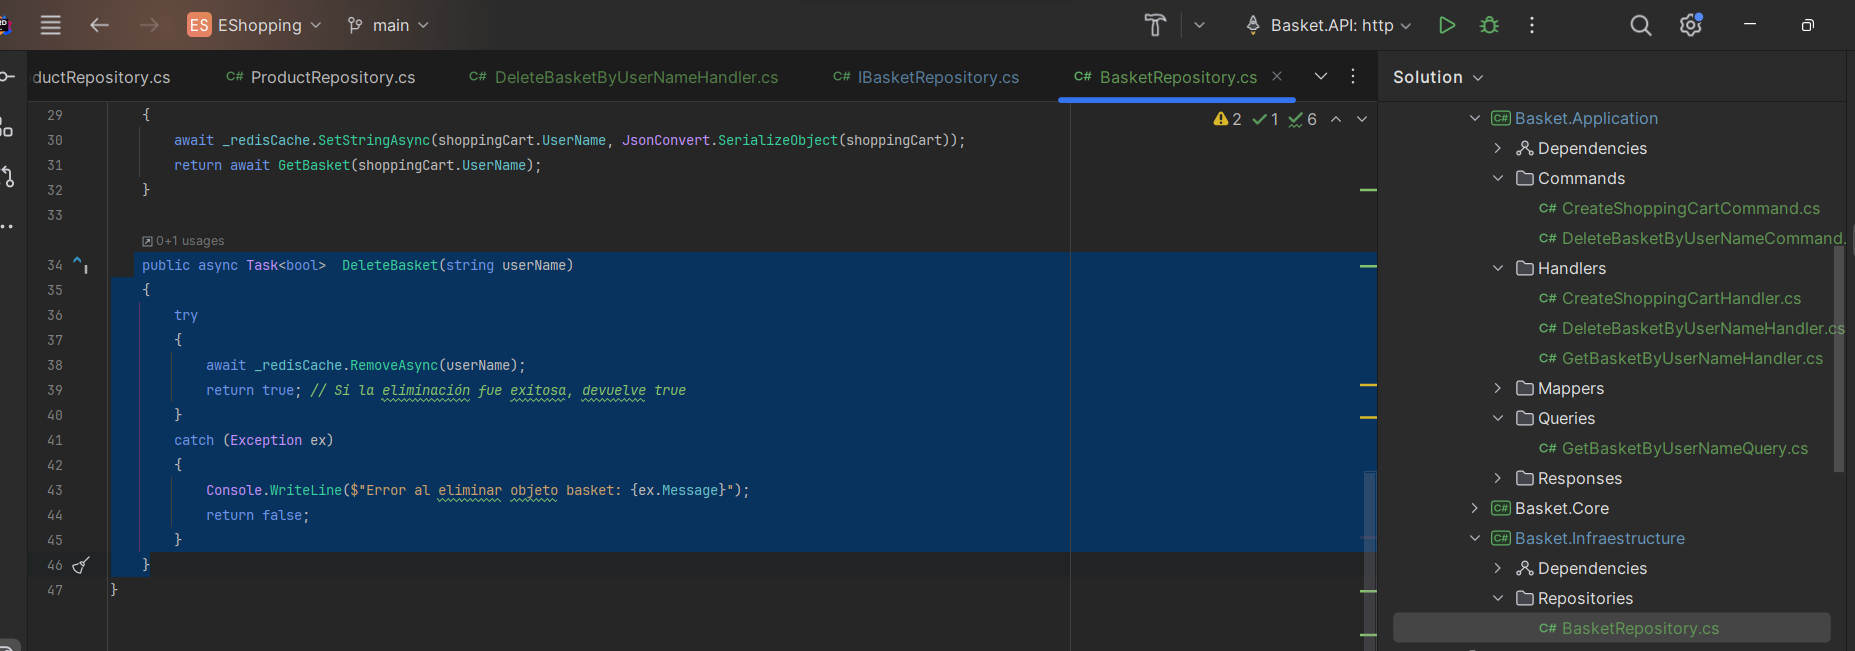 ES EShopping main Basket.API: http
ductRepository.cs C# ProductRepository.cs C# DeleteBasketByUserNameHandler.cs C# IBasketRepository.cs C# BasketRepository.cs
29 {
30 await _redisCache.SetStringAsync(shoppingCart.UserName, JsonConvert.SerializeObject(shoppingCart));
31 return await GetBasket(shoppingCart.UserName);
32 }
33
0+1 usages
34 public async Task<bool> DeleteBasket(string userName)
35 {
36 try
37 {
38 await _redisCache.RemoveAsync(userName);
39 return true; // Si la eliminación fue exitosa, devuelve true
40 }
41 catch (Exception ex)
42 {
43 Console.WriteLine($"Error al eliminar objeto basket: {ex.Message}");
44 return false;
45 }
46 }
47 }
2 1 6
Solution
C# Basket.Application
Dependencies
Commands
C# CreateShoppingCartCommand.cs
C# DeleteBasketByUserNameCommand.
Handlers
C# CreateShoppingCartHandler.cs
C# DeleteBasketByUserNameHandler.cs
C# GetBasketByUserNameHandler.cs
Mappers
Queries
C# GetBasketByUserNameQuery.cs
Responses
C# Basket.Core
C# Basket.Infraestructure
Dependencies
Repositories
C# BasketRepository.cs